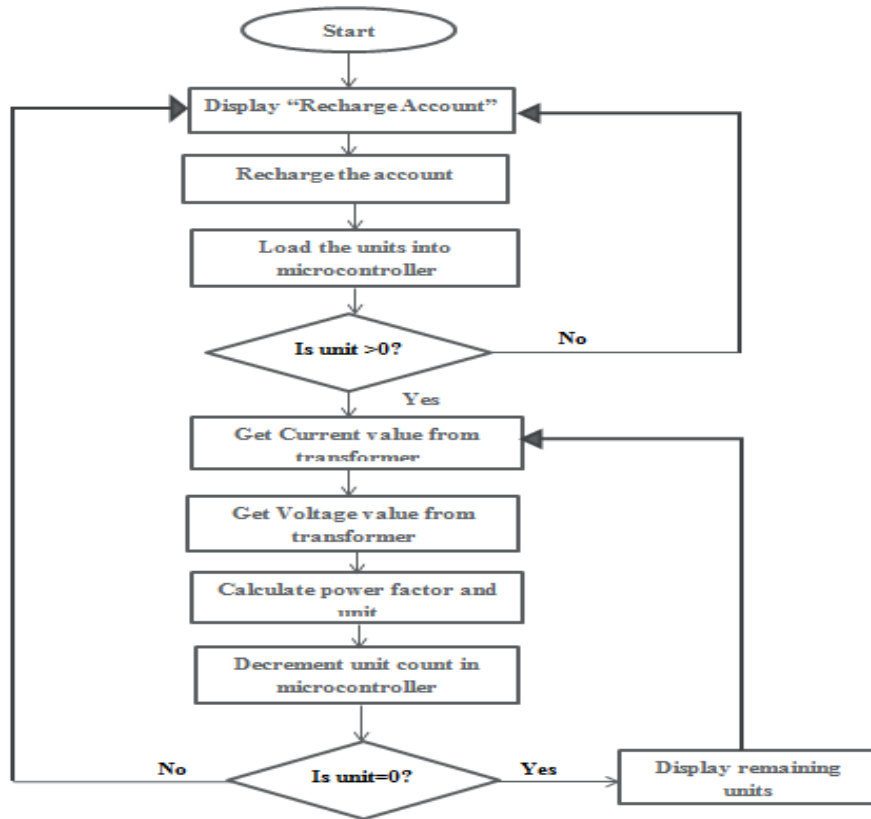 Start
Display “Recharge Account”
Recharge the account
Load the units into
microcontroller
Is unit >0?
No
Yes
Get Current value from
transformer
Get Voltage value from
transformer
Calculate power factor and
unit
Decrement unit count in
microcontroller
Is unit=0?
No
Yes
Display remaining
units